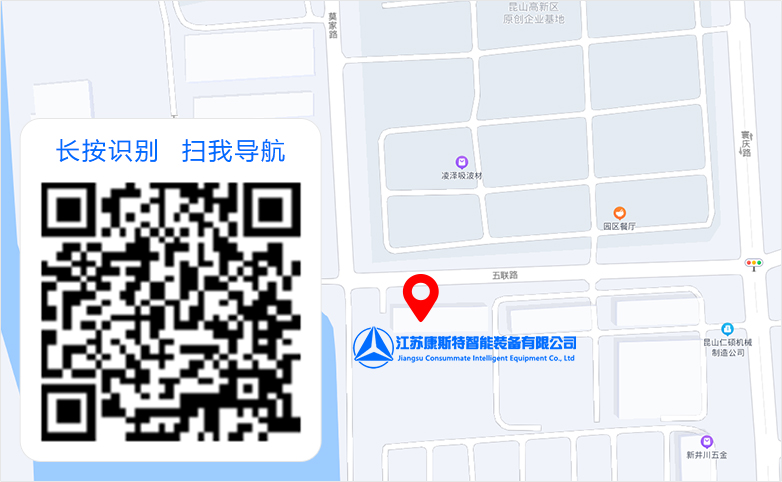 昆山高新区
原创企业基地
莫家路
長按识别 扫我导航
寰庆路
凌泽吸波材
园区餐厅
五联路
江苏康斯特智能装备有限公司
Jiangsu Consummate Intelligent Equipment Co., Ltd
昆山仁硕机械
制造公司
新井川五金